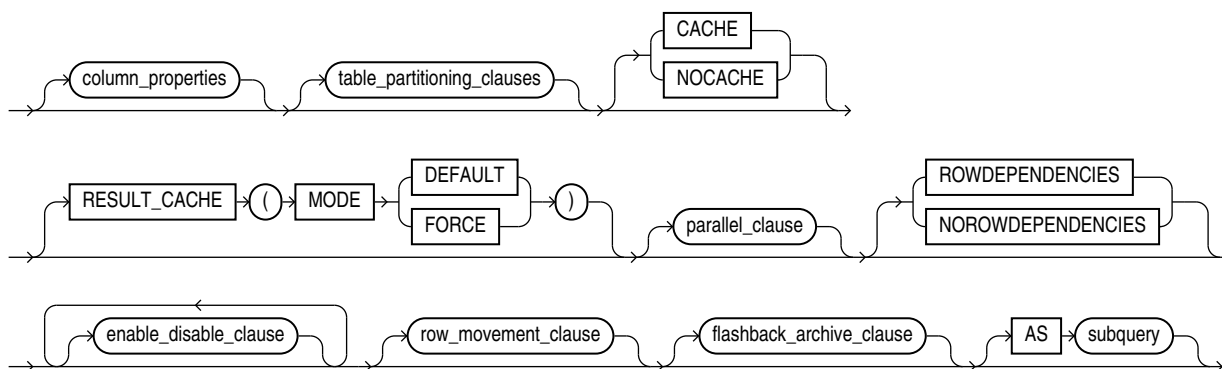 column_properties
table_partitioning_clauses
CACHE
NOCACHE
RESULT_CACHE ( MODE
DEFAULT
FORCE
)
parallel_clause
ROWDEPENDENCIES
NOROWDEPENDENCIES
enable_disable_clause
row_movement_clause
flashback_archive_clause
AS subquery